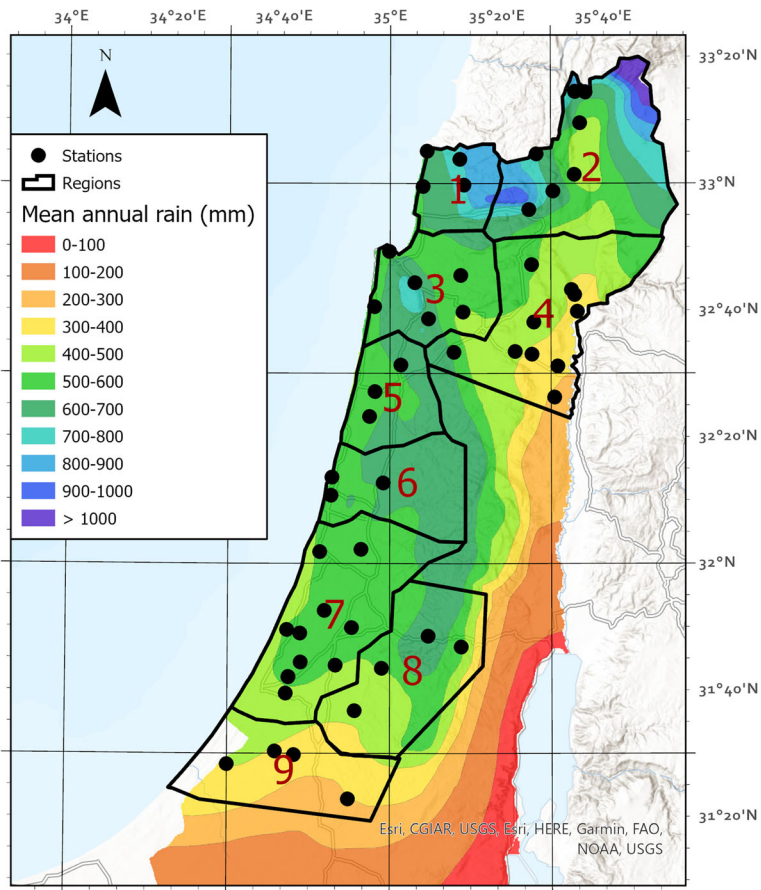 34°E
34°20'E
34°40'E
35°E
35°20'E
35°40'E
33°20'N
33°N
32°40'N
32°20'N
32°N
31°40'N
31°20'N
N
Stations
Regions
Mean annual rain (mm)
0-100
100-200
200-300
300-400
400-500
500-600
600-700
700-800
800-900
900-1000
> 1000
1
2
3
4
5
6
7
8
9
Esri, CGIAR, USGS, Esri, HERE, Garmin, FAO,
NOAA, USGS